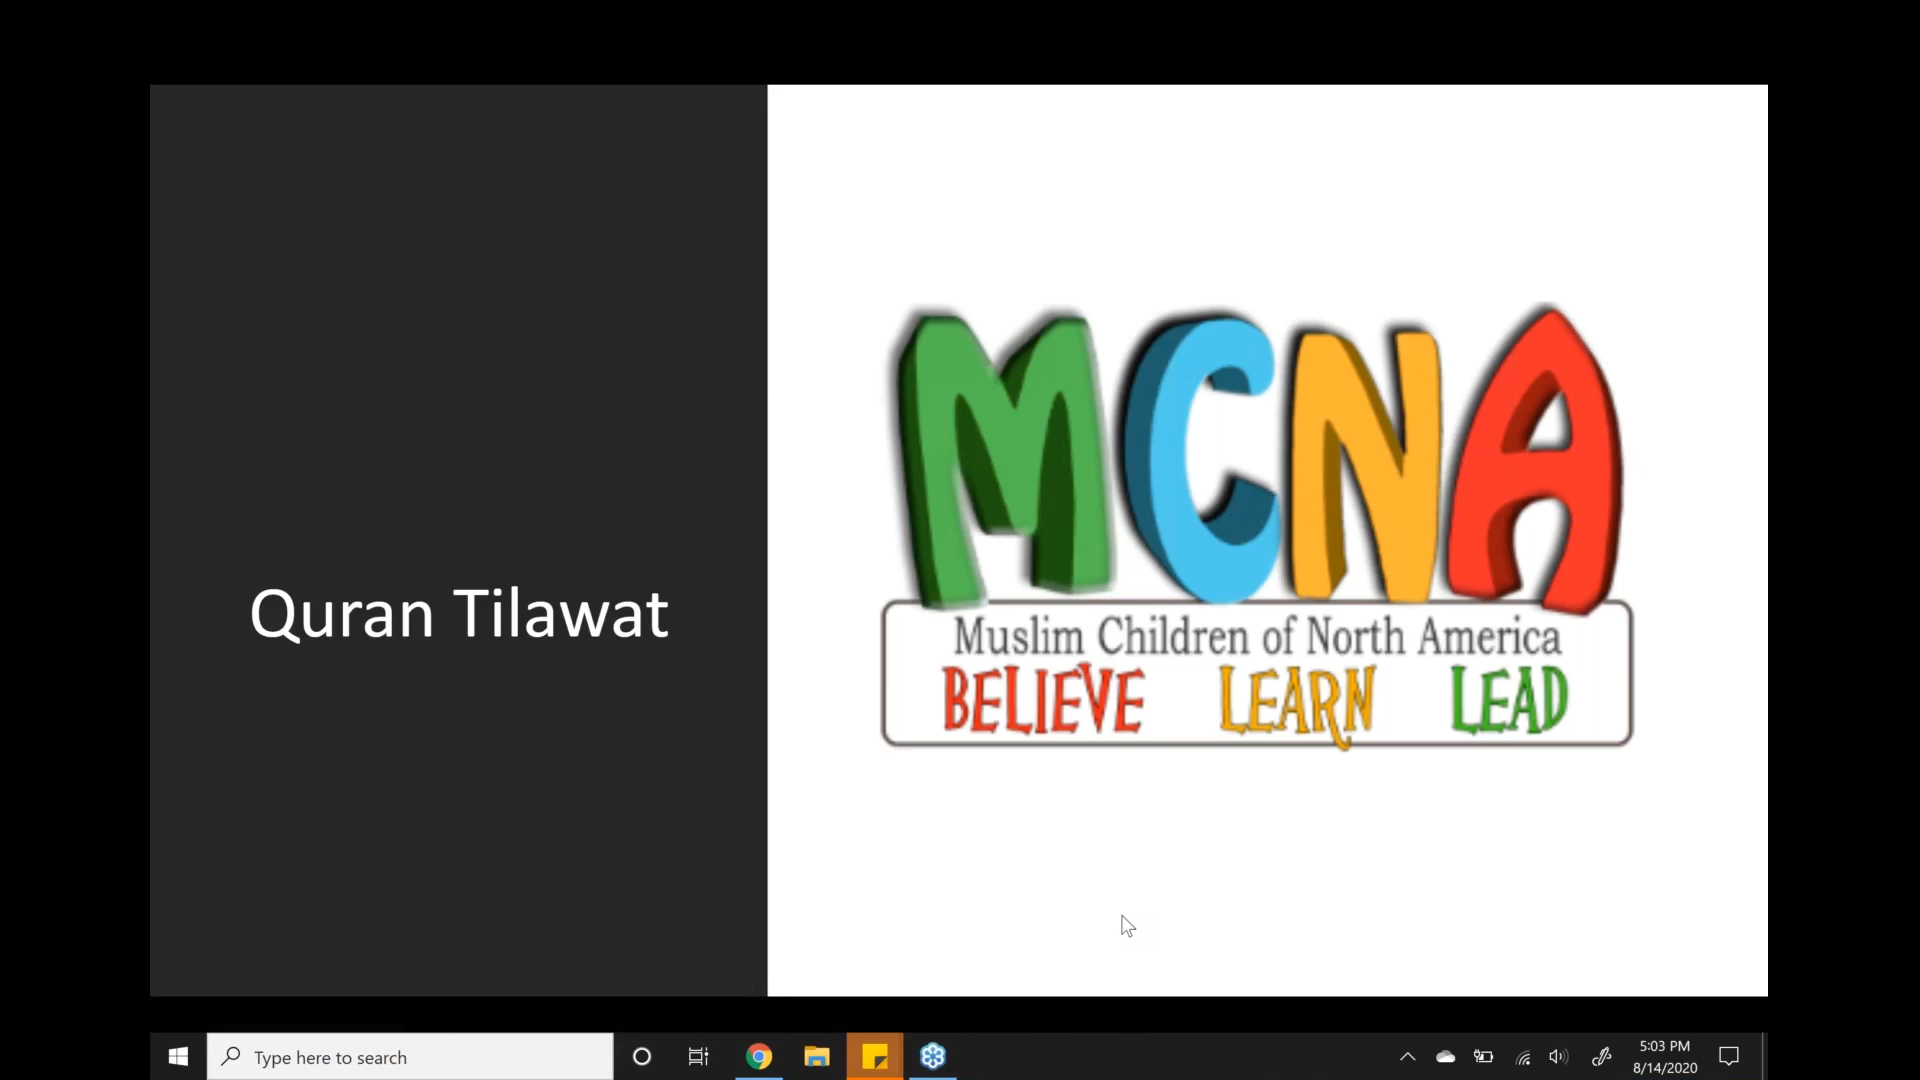 Quran Tilawat
MCNA
Muslim Children of North America
BELIEVE LEARN LEAD
Type here to search
5:03 PM
8/14/2020